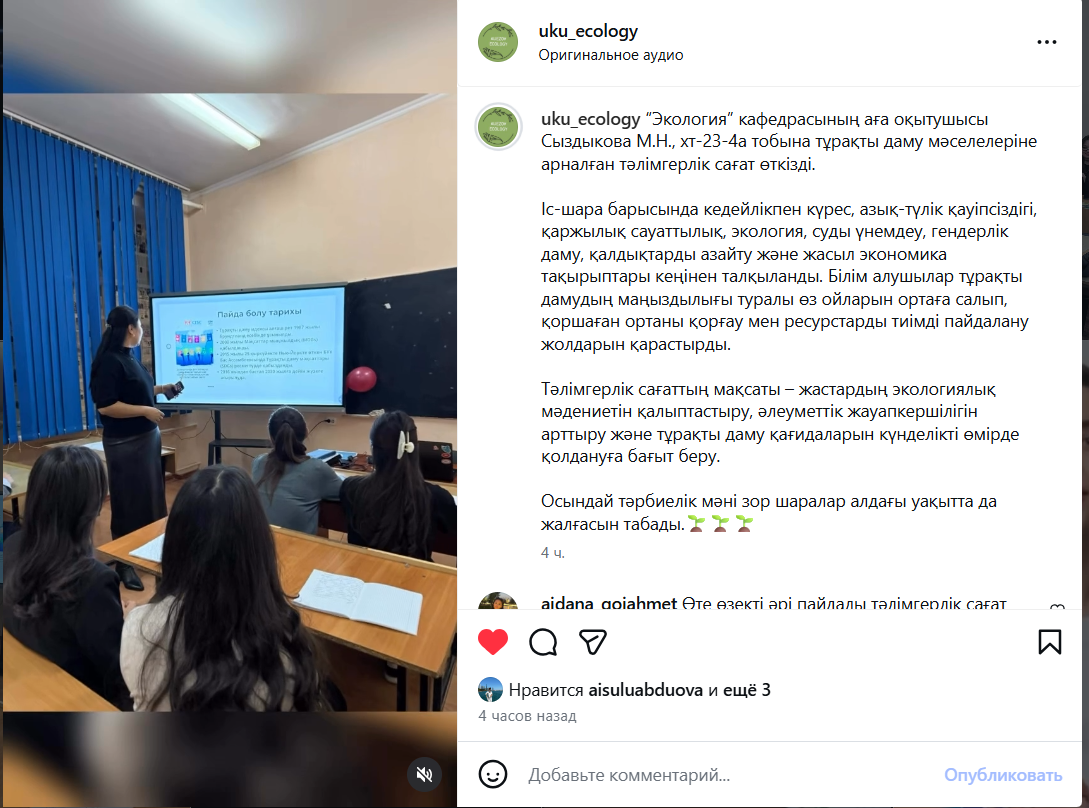 uku_ecology
Оригинальное аудио
uku_ecology "Экология" кафедрасының аға оқытушысы
Сыздыкова М.Н., хт-23-4а тобына тұрақты даму мәселелеріне
арналған тәлімгерлік сағат өткізді.
Іс-шара барысында кедейлікпен күрес, азық-түлік қауіпсіздігі,
қаржылық сауаттылық, экология, суды үнемдеу, гендерлік
даму, қалдықтарды азайту және жасыл экономика
тақырыптары кеңінен талқыланды. Білім алушылар тұрақты
дамудың маңыздылығы туралы өз ойларын ортаға салып,
қоршаған ортаны қорғау мен ресурстарды тиімді пайдалану
жолдарын қарастырды.
Тәлімгерлік сағаттың мақсаты – жастардың экологиялық
мәдениетін қалыптастыру, әлеуметтік жауапкершілігін
арттыру және тұрақты даму қағидаларын күнделікті өмірде
қолдануға бағыт беру.
Осындай тәрбиелік мәні зор шаралар алдағы уақытта да
жалғасын табады.🌱🌱🌱
4 ч.
aidana_qojahmet Өте өзекті әрі пайдалы тәлімгерлік сағат
Нравится aisuluabduova и ещё 3
4 часов назад
Добавьте комментарий...
Опубликовать
Пайда болу тарихы